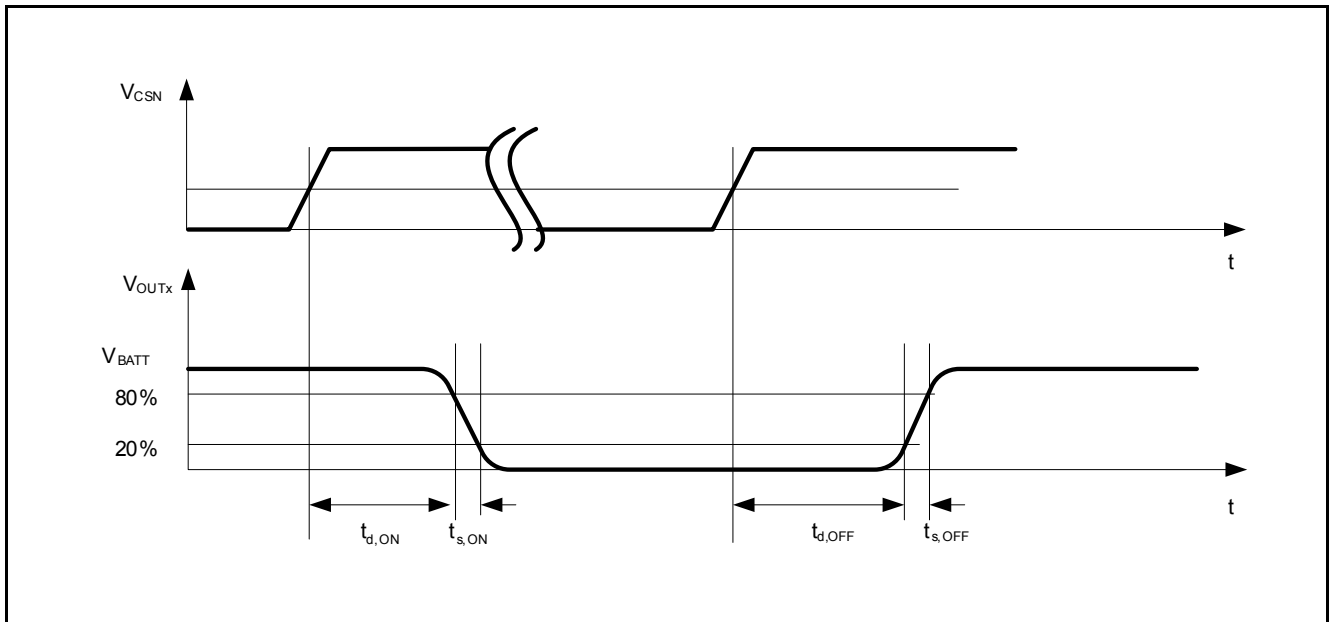 V_CSN
t
V_OUTx
V_BATT
80%
20%
t
t_d,ON
t_s,ON
t_d,OFF
t_s,OFF